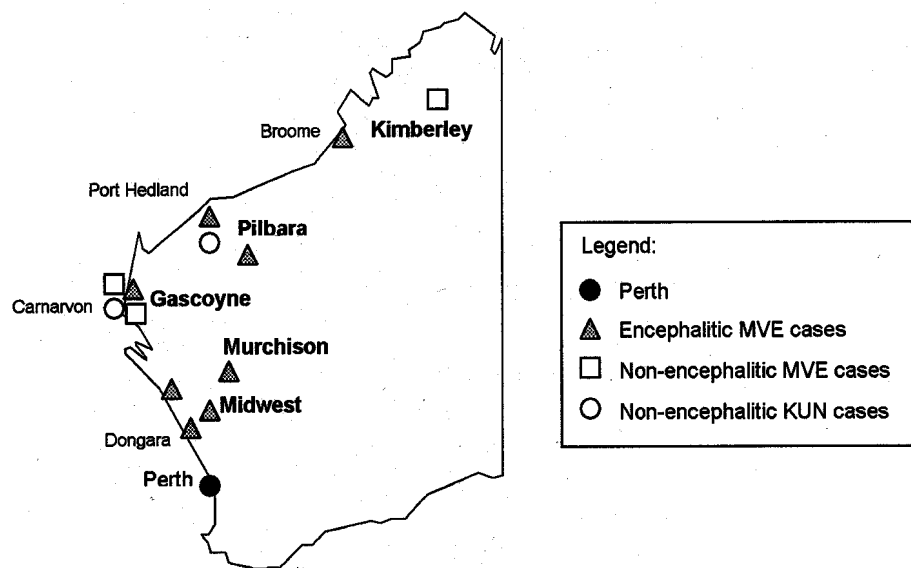 Broome
Kimberley
Port Hedland
Pilbara
Carnarvon
Gascoyne
Murchison
Midwest
Dongara
Perth
Legend:
Perth
Encephalitic MVE cases
Non-encephalitic MVE cases
Non-encephalitic KUN cases